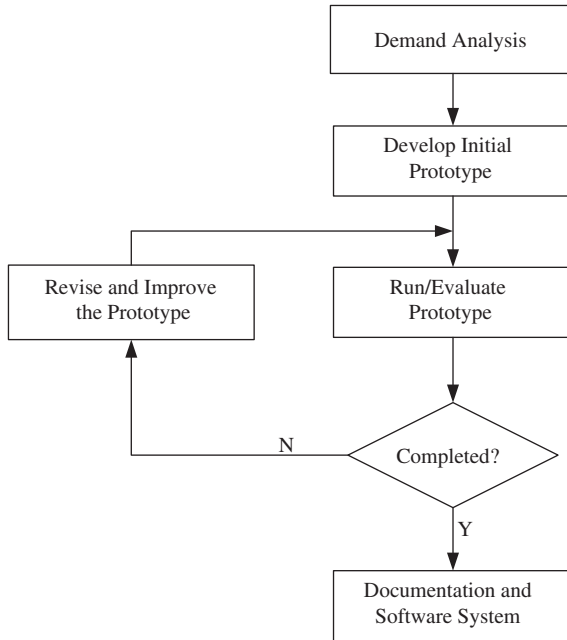 Demand Analysis
Develop Initial
Prototype
Revise and Improve
the Prototype
Run/Evaluate
Prototype
N
Completed?
Y
Documentation and
Software System